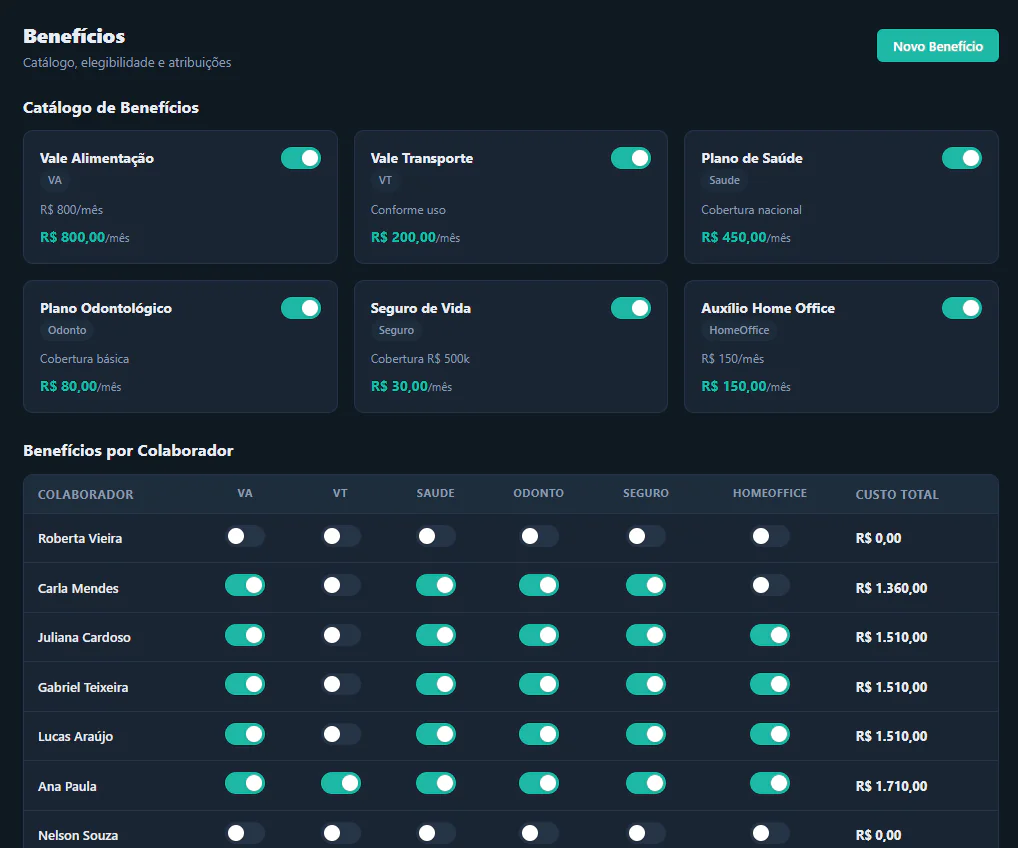 Benefícios
Novo Benefício
Catálogo, elegibilidade e atribuições
Catálogo de Benefícios
Vale Alimentação
VA
R$ 800/mês
R$ 800,00/mês
Vale Transporte
VT
Conforme uso
R$ 200,00/mês
Plano de Saúde
Saude
Cobertura nacional
R$ 450,00/mês
Plano Odontológico
Odonto
Cobertura básica
R$ 80,00/mês
Seguro de Vida
Seguro
Cobertura R$ 500k
R$ 30,00/mês
Auxílio Home Office
HomeOffice
R$ 150/mês
R$ 150,00/mês
Benefícios por Colaborador
COLABORADOR VA VT SAUDE ODONTO SEGURO HOMEOFFICE CUSTO TOTAL
Roberta Vieira R$ 0,00
Carla Mendes R$ 1.360,00
Juliana Cardoso R$ 1.510,00
Gabriel Teixeira R$ 1.510,00
Lucas Araújo R$ 1.510,00
Ana Paula R$ 1.710,00
Nelson Souza R$ 0,00